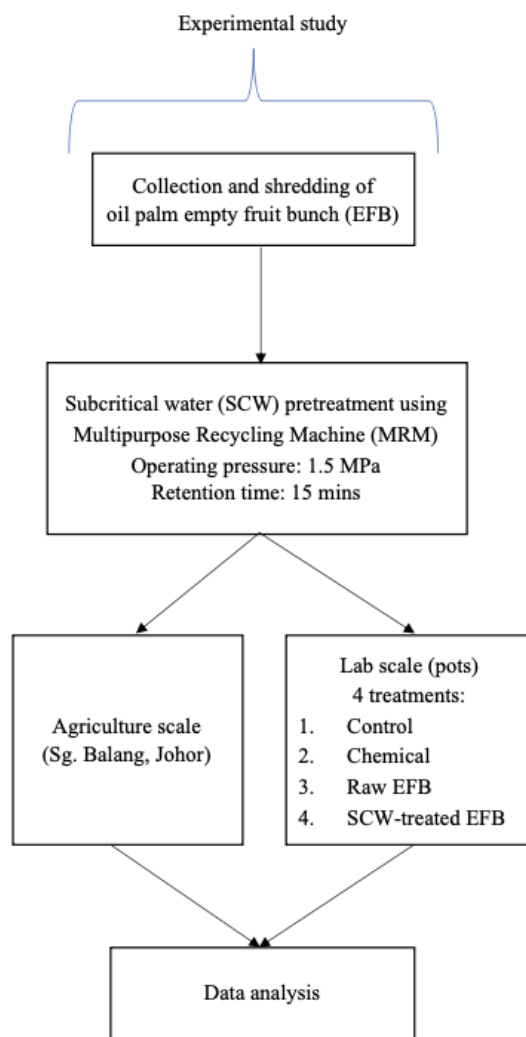 Experimental study
Collection and shredding of
oil palm empty fruit bunch (EFB)
Subcritical water (SCW) pretreatment using
Multipurpose Recycling Machine (MRM)
Operating pressure: 1.5 MPa
Retention time: 15 mins
Agriculture scale
(Sg. Balang, Johor)
Lab scale (pots)
4 treatments:
1. Control
2. Chemical
3. Raw EFB
4. SCW-treated EFB
Data analysis